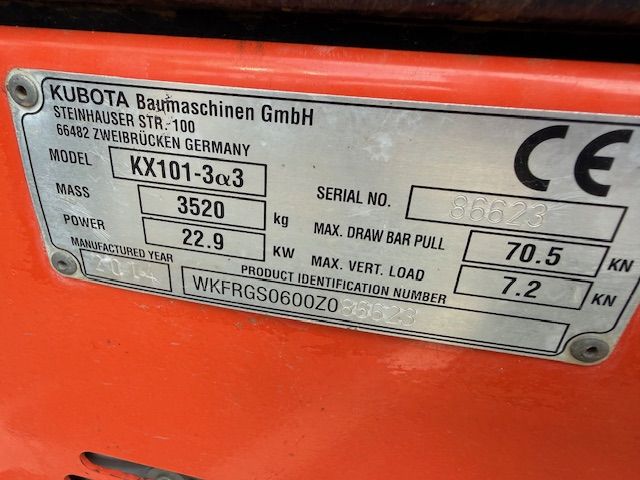 KUBOTA Baumaschinen GmbH
STEINHAUSER STR. 100
66482 ZWEIBRÜCKEN GERMANY
CE
MODEL KX101-3α3
SERIAL NO. 86623
MASS 3520 kg
MAX. DRAW BAR PULL 70.5 KN
POWER 22.9 KW
MAX. VERT. LOAD 7.2 KN
MANUFACTURED YEAR 2014
PRODUCT IDENTIFICATION NUMBER
WKFRGS0600Z086623